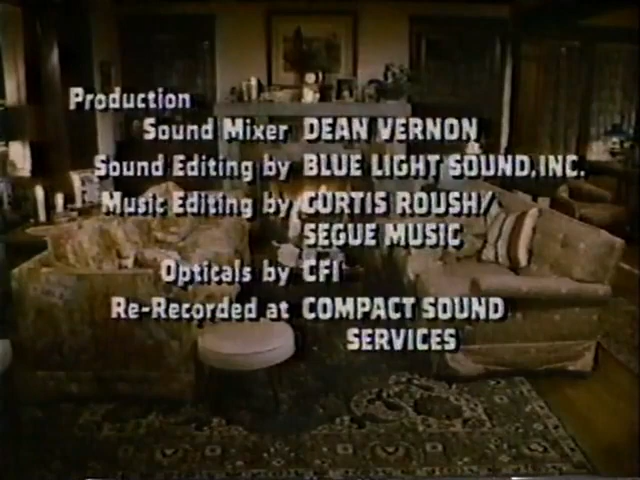 Production
Sound Mixer DEAN VERNON
Sound Editing by BLUE LIGHT SOUND, INC.
Music Editing by CURTIS ROUSH/
SEGUE MUSIC
Opticals by CFI
Re-Recorded at COMPACT SOUND
SERVICES